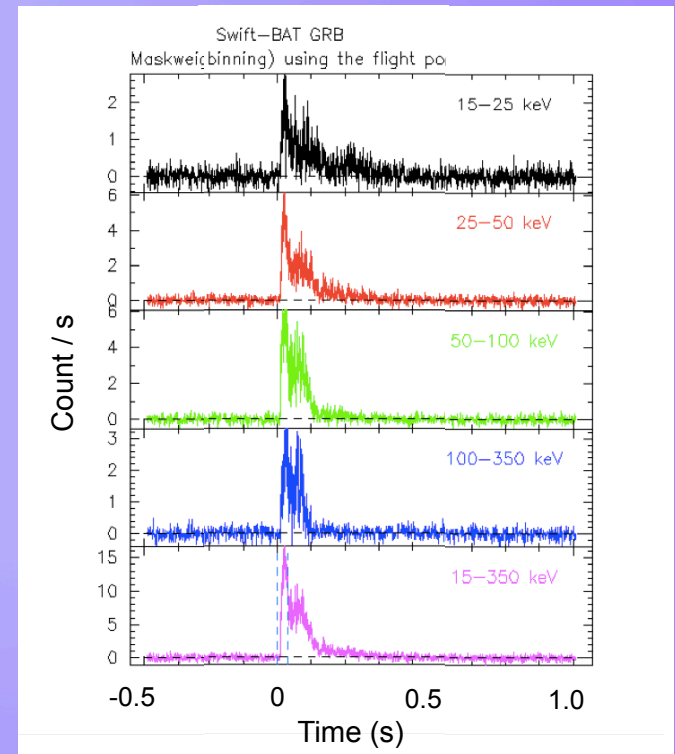 Swift-BAT GRB
Maskweigbinning) using the flight po
15-25 keV
2
1
0
25-50 keV
6
4
2
0
50-100 keV
6
4
2
0
100-350 keV
3
2
1
0
15-350 keV
15
10
5
0
Count / s
-0.5 0 0.5 1.0
Time (s)